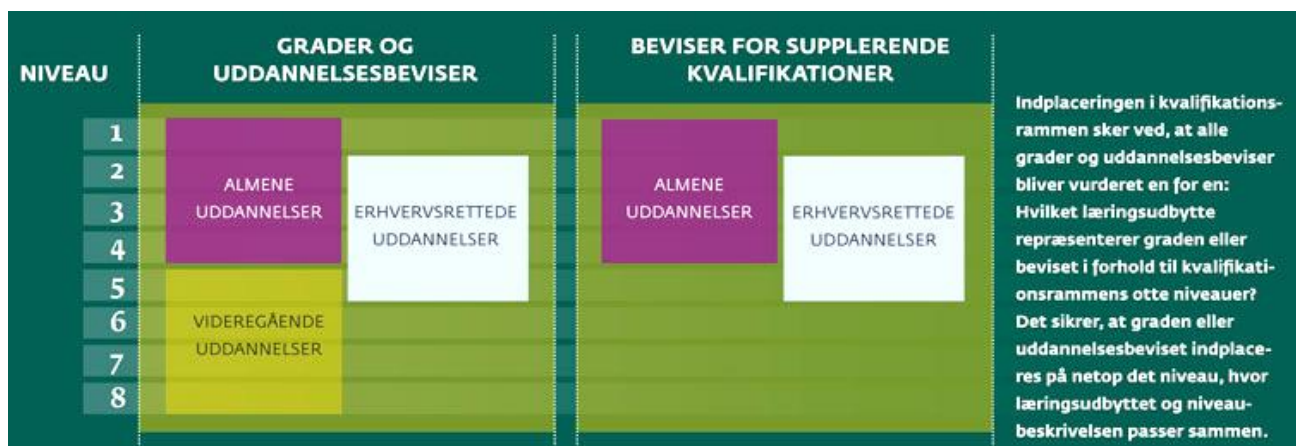 NIVEAU
GRADER OG
UDDANNELSESBEVISER
BEVISER FOR SUPPLERENDE
KVALIFIKATIONER
1
2
3
4
5
6
7
8
ALMENE
UDDANNELSER
ERHVERVSRETTEDE
UDDANNELSER
VIDEREGÅENDE
UDDANNELSER
ALMENE
UDDANNELSER
ERHVERVSRETTEDE
UDDANNELSER
Indplaceringen i kvalifikations-
rammen sker ved, at alle
grader og uddannelsesbeviser
bliver vurderet en for en:
Hvilket læringsudbytte
repræsenterer graden eller
beviset i forhold til kvalifikati-
onsrammens otte niveauer?
Det sikrer, at graden eller
uddannelsesbeviset indplace-
res på netop det niveau, hvor
læringsudbyttet og niveau-
beskrivelsen passer sammen.